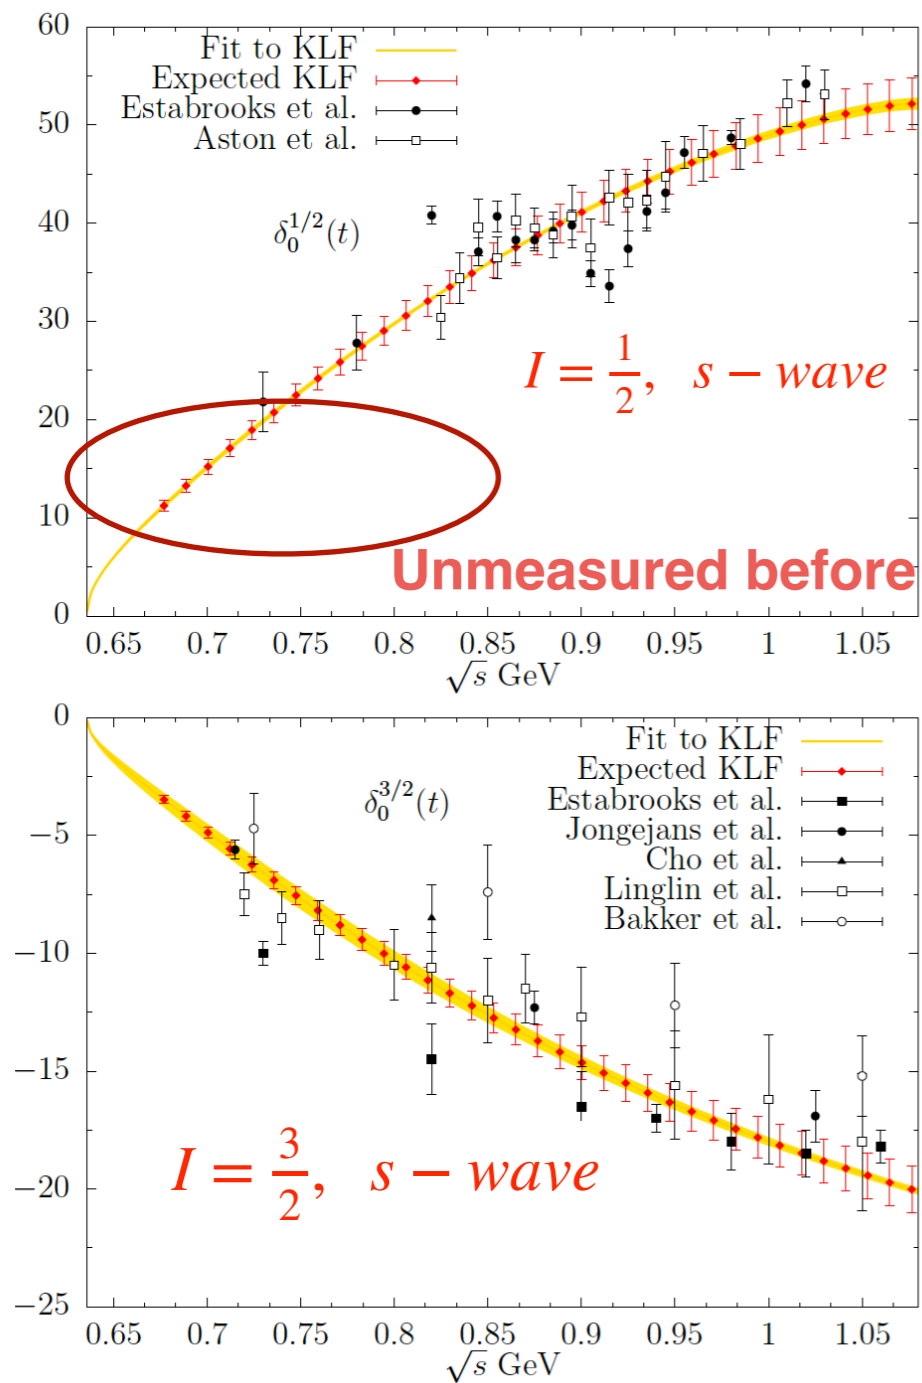 60
50
40
30
20
10
0
Fit to KLF
Expected KLF
Estabrooks et al.
Aston et al.
δ₀^{1/2}(t)
I = 1/2, s − wave
Unmeasured before
0.65 0.7 0.75 0.8 0.85 0.9 0.95 1 1.05
√s GeV
0
−5
−10
−15
−20
−25
Fit to KLF
Expected KLF
Estabrooks et al.
Jongejans et al.
Cho et al.
Linglin et al.
Bakker et al.
δ₀^{3/2}(t)
I = 3/2, s − wave
0.65 0.7 0.75 0.8 0.85 0.9 0.95 1 1.05
√s GeV